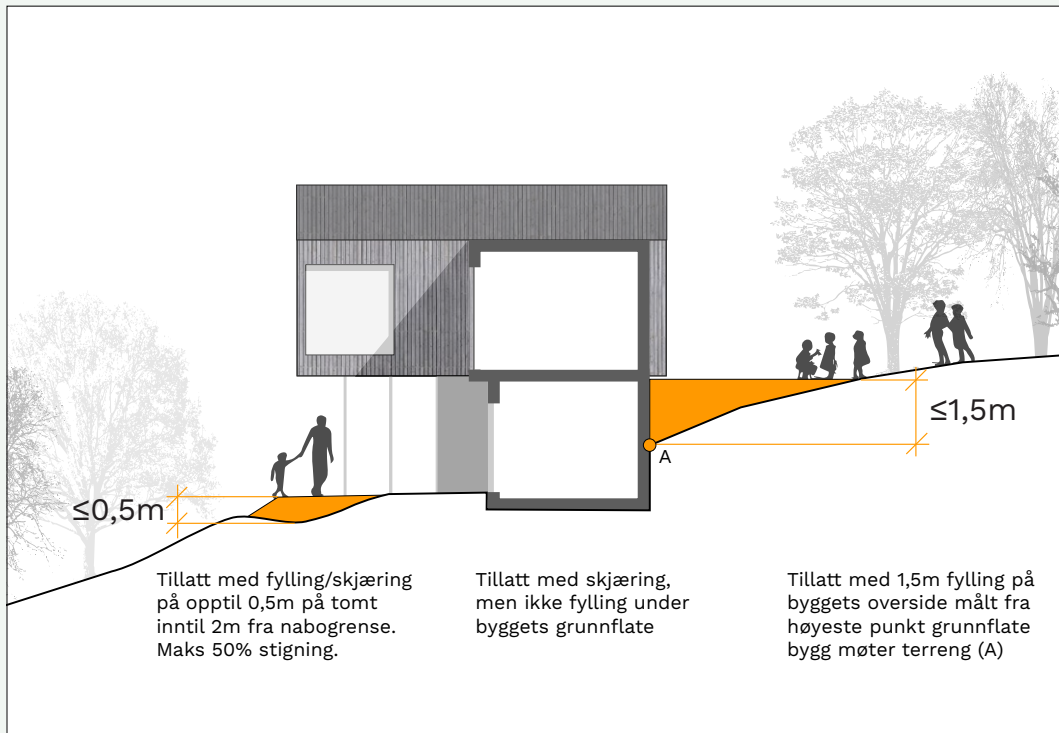 ≤1,5m
A
≤0,5m
Tillatt med fylling/skjæring
på opptil 0,5m på tomt
inntil 2m fra nabogrense.
Maks 50% stigning.
Tillatt med skjæring,
men ikke fylling under
byggets grunnflate
Tillatt med 1,5m fylling på
byggets overside målt fra
høyeste punkt grunnflate
bygg møter terreng (A)